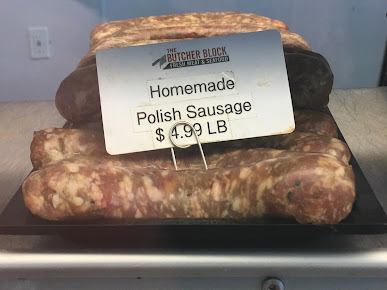 THE
BUTCHER BLOCK
FRESH MEAT & SEAFOOD
Homemade
Polish Sausage
$ 4.99 LB